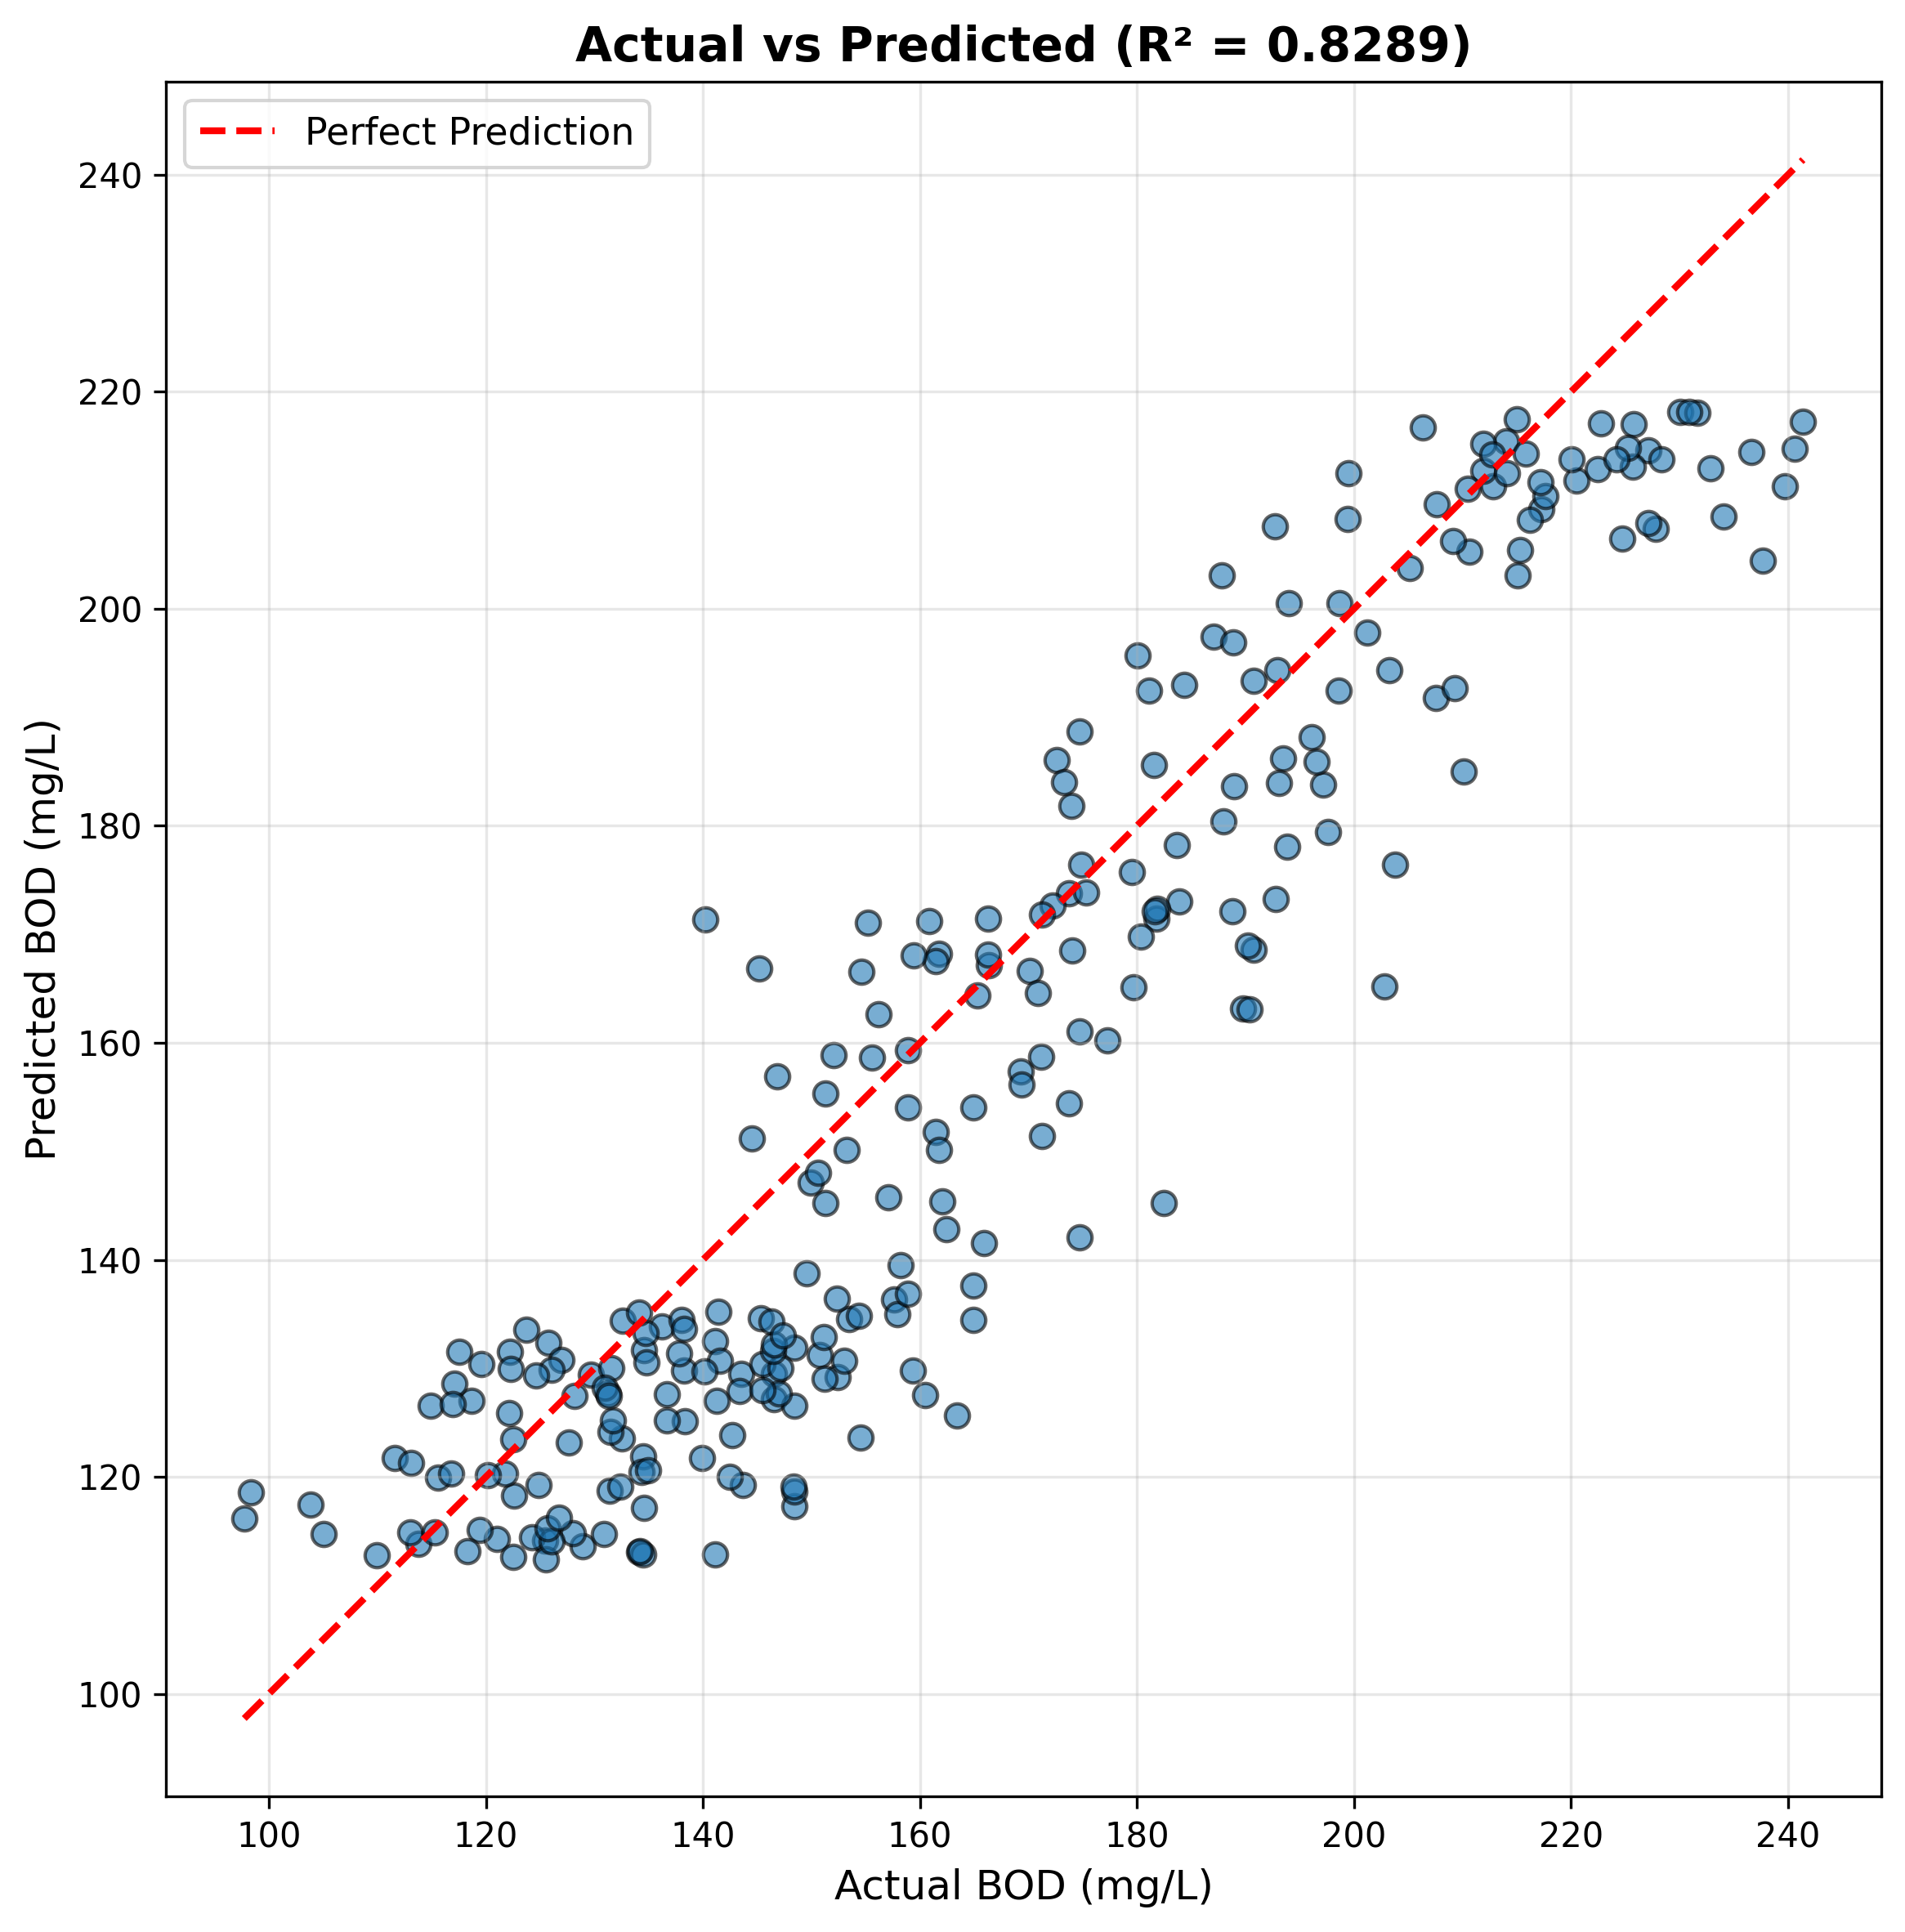 Actual vs Predicted (R² = 0.8289)
Perfect Prediction
240
220
200
180
160
140
120
100
Predicted BOD (mg/L)
100 120 140 160 180 200 220 240
Actual BOD (mg/L)